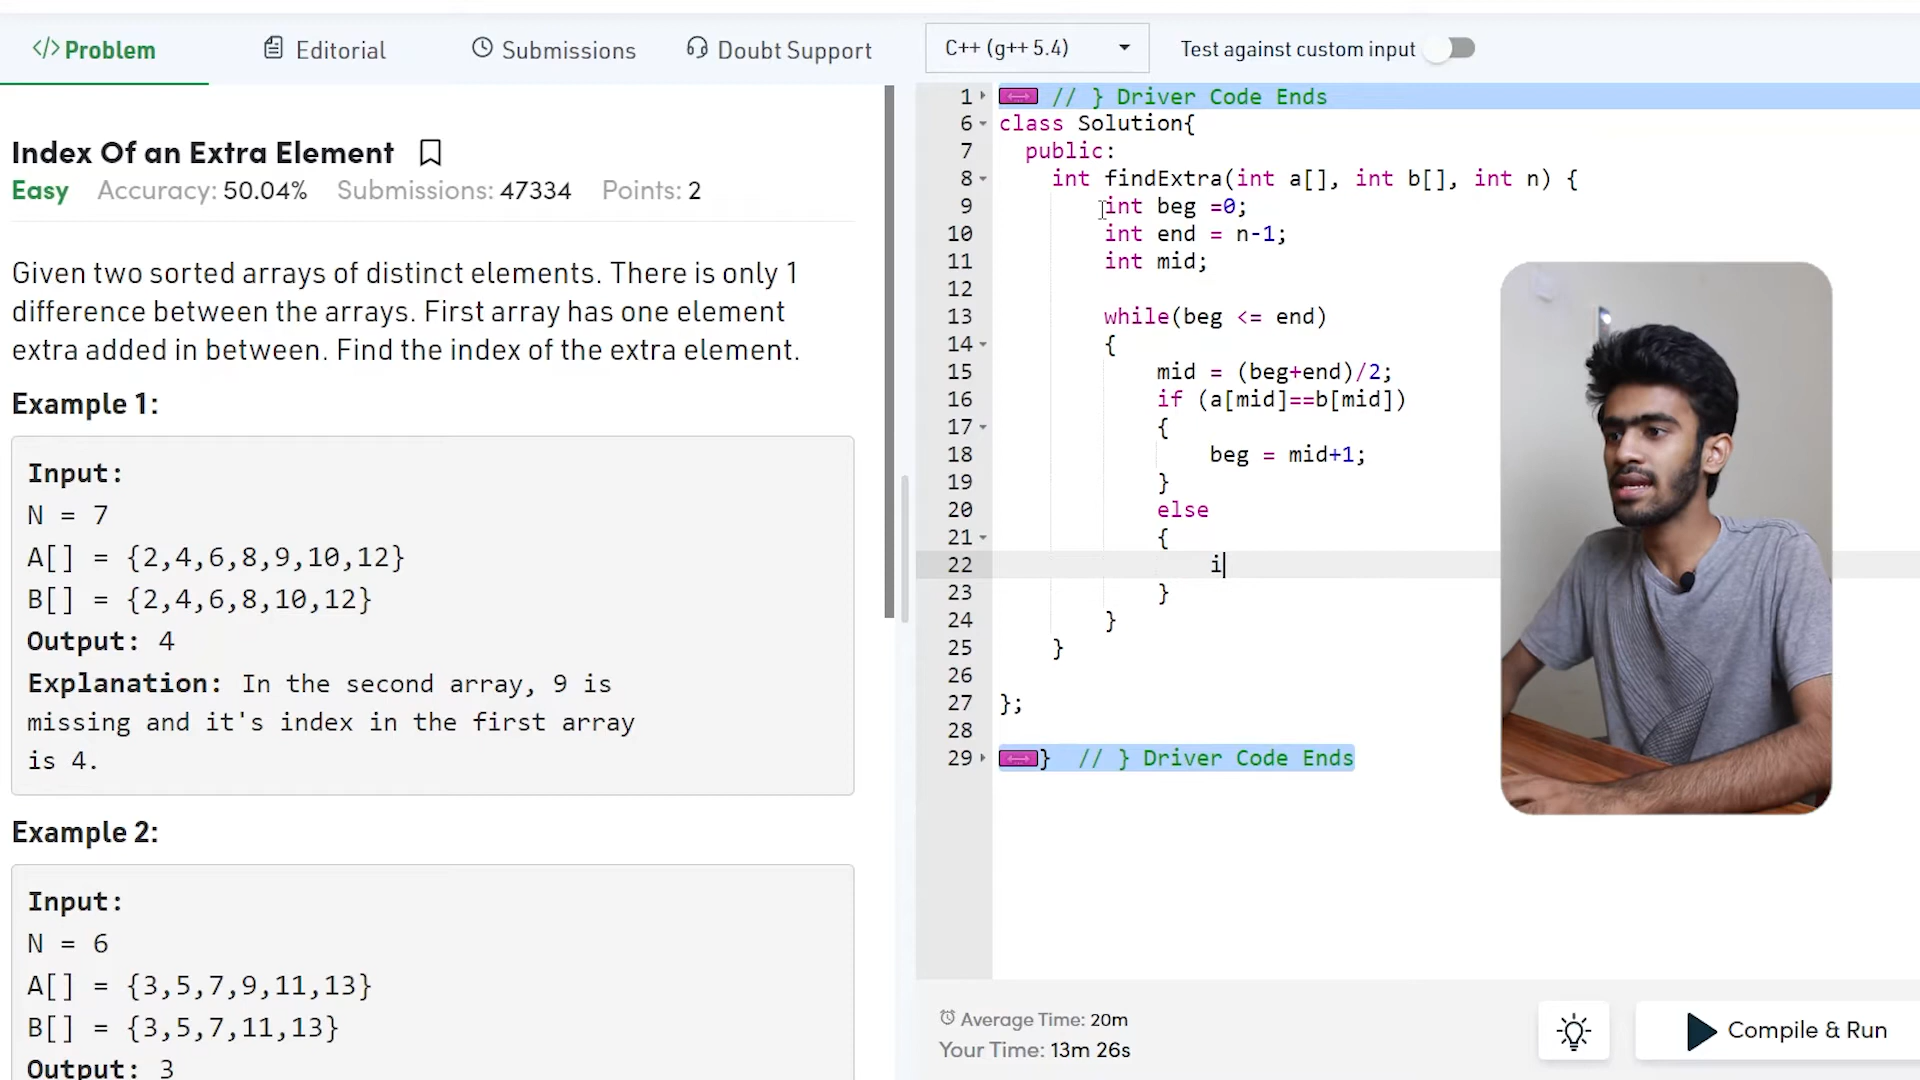 </> Problem
Editorial
Submissions
Doubt Support
C++ (g++ 5.4)
Test against custom input
Index Of an Extra Element
Easy Accuracy: 50.04% Submissions: 47334 Points: 2
Given two sorted arrays of distinct elements. There is only 1
difference between the arrays. First array has one element
extra added in between. Find the index of the extra element.
Example 1:
Input:
N = 7
A[] = {2,4,6,8,9,10,12}
B[] = {2,4,6,8,10,12}
Output: 4
Explanation: In the second array, 9 is
missing and it's index in the first array
is 4.
Example 2:
Input:
N = 6
A[] = {3,5,7,9,11,13}
B[] = {3,5,7,11,13}
Output: 3
1 // } Driver Code Ends
6 class Solution{
7 public:
8 int findExtra(int a[], int b[], int n) {
9 int beg =0;
10 int end = n-1;
11 int mid;
12
13 while(beg <= end)
14 {
15 mid = (beg+end)/2;
16 if (a[mid]==b[mid])
17 {
18 beg = mid+1;
19 }
20 else
21 {
22 i
23 }
24 }
25 }
26
27 };
28
29 } // } Driver Code Ends
Average Time: 20m
Your Time: 13m 26s
Compile & Run